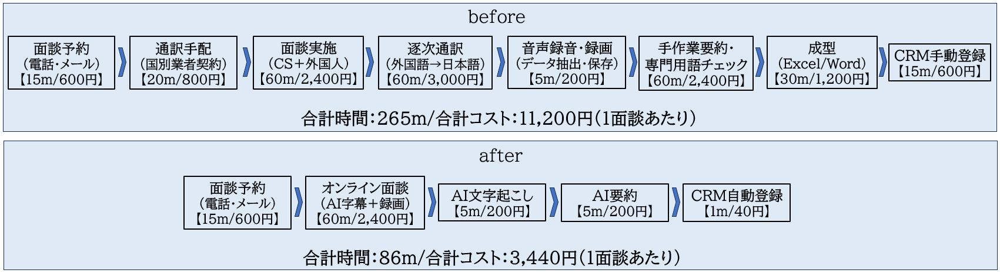 before
面談予約
（電話・メール）
【15m/600円】
通訳手配
（国別業者契約）
【20m/800円】
面談実施
（CS＋外国人）
【60m/2,400円】
逐次通訳
（外国語→日本語）
【60m/3,000円】
音声録音・録画
（データ抽出・保存）
【5m/200円】
手作業要約・
専門用語チェック
【60m/2,400円】
成型
（Excel/Word）
【30m/1,200円】
CRM手動登録
【15m/600円】
合計時間：265m/合計コスト：11,200円（1面談あたり）
after
面談予約
（電話・メール）
【15m/600円】
オンライン面談
（AI字幕＋録画）
【60m/2,400円】
AI文字起こし
【5m/200円】
AI要約
【5m/200円】
CRM自動登録
【1m/40円】
合計時間：86m/合計コスト：3,440円（1面談あたり）